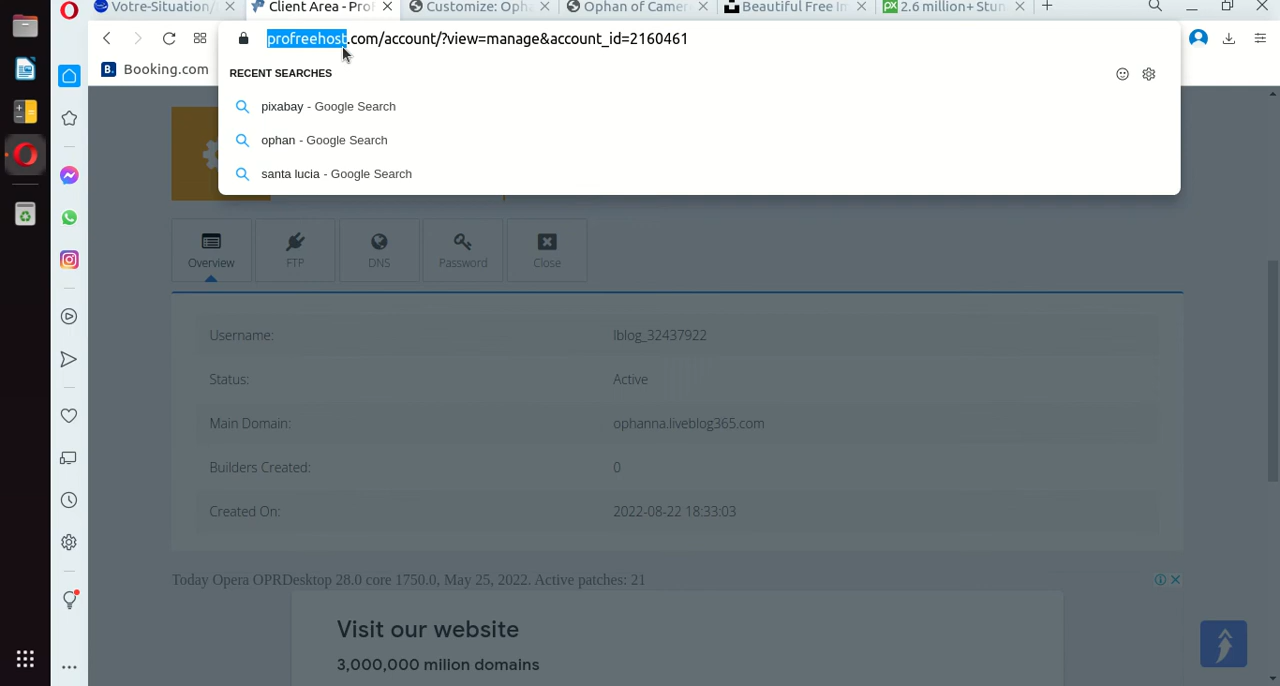 Votre-Situation/
Client Area - Prof
Customize: Opha
Ophan of Camer
Beautiful Free Im
2.6 million+ Stun
profreehost.com/account/?view=manage&account_id=2160461
Booking.com
RECENT SEARCHES
pixabay - Google Search
ophan - Google Search
santa lucia - Google Search
Overview
FTP
DNS
Password
Close
Username: lblog_32437922
Status: Active
Main Domain: ophanna.liveblog365.com
Builders Created: 0
Created On: 2022-08-22 18:33:03
Today Opera OPRDesktop 28.0 core 1750.0, May 25, 2022. Active patches: 21
Visit our website
3,000,000 milion domains